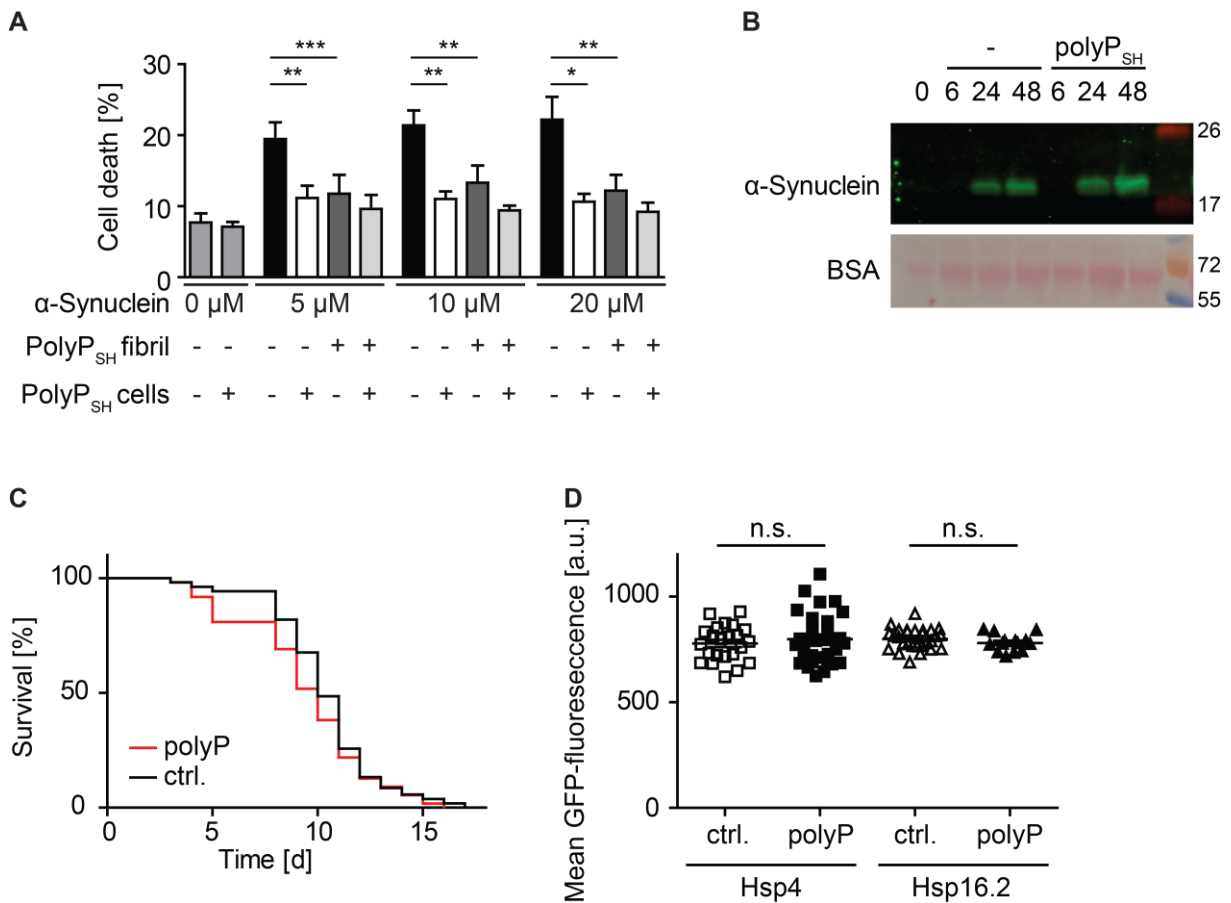 A
*** ** **
** ** *
30
20
10
0
Cell death [%]
α-Synuclein 0 µM 5 µM 10 µM 20 µM
PolyPSH fibril - - - - + + - - + + - - + +
PolyPSH cells - + - + - + - + - + - + - +
B
- polyPSH
0 6 24 48 6 24 48
26
α-Synuclein
17
BSA
72
55
C
100
50
0
Survival [%]
polyP
ctrl.
0 5 10 15
Time [d]
D
n.s. n.s.
1000
500
0
Mean GFP-fluoreseccence [a.u.]
ctrl. polyP ctrl. polyP
Hsp4 Hsp16.2